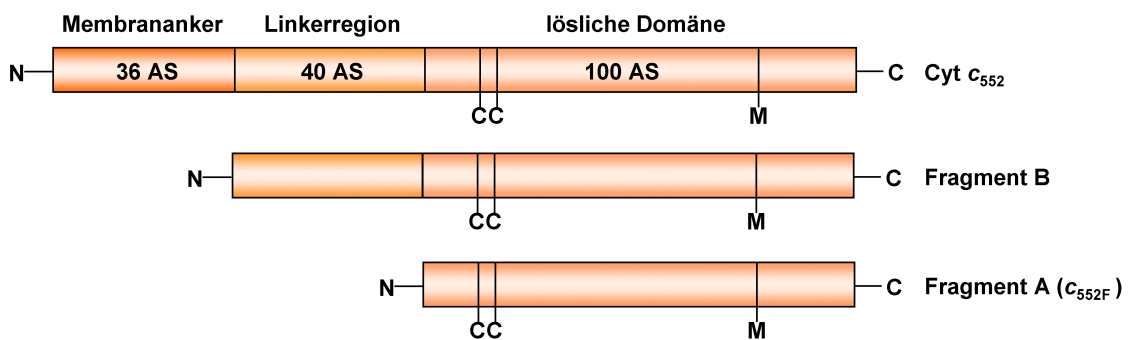 Membrananker Linkerregion lösliche Domäne
N 36 AS 40 AS 100 AS C Cyt c552
CC M
N C Fragment B
CC M
N C Fragment A (c552F)
CC M